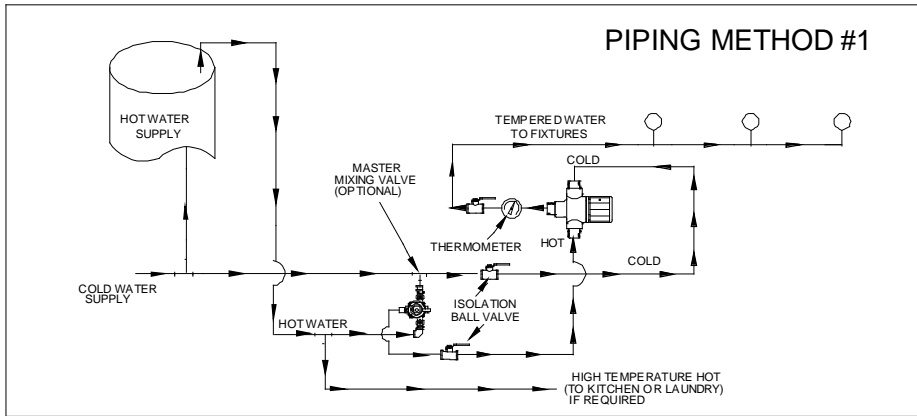 PIPING METHOD #1
HOT WATER
SUPPLY
TEMPERED WATER
TO FIXTURES
COLD
MASTER
MIXING VALVE
(OPTIONAL)
THERMOMETER
HOT
COLD
COLD WATER
SUPPLY
ISOLATION
BALL VALVE
HOT WATER
HIGH TEMPERATURE HOT
(TO KITCHEN OR LAUNDRY)
IF REQUIRED